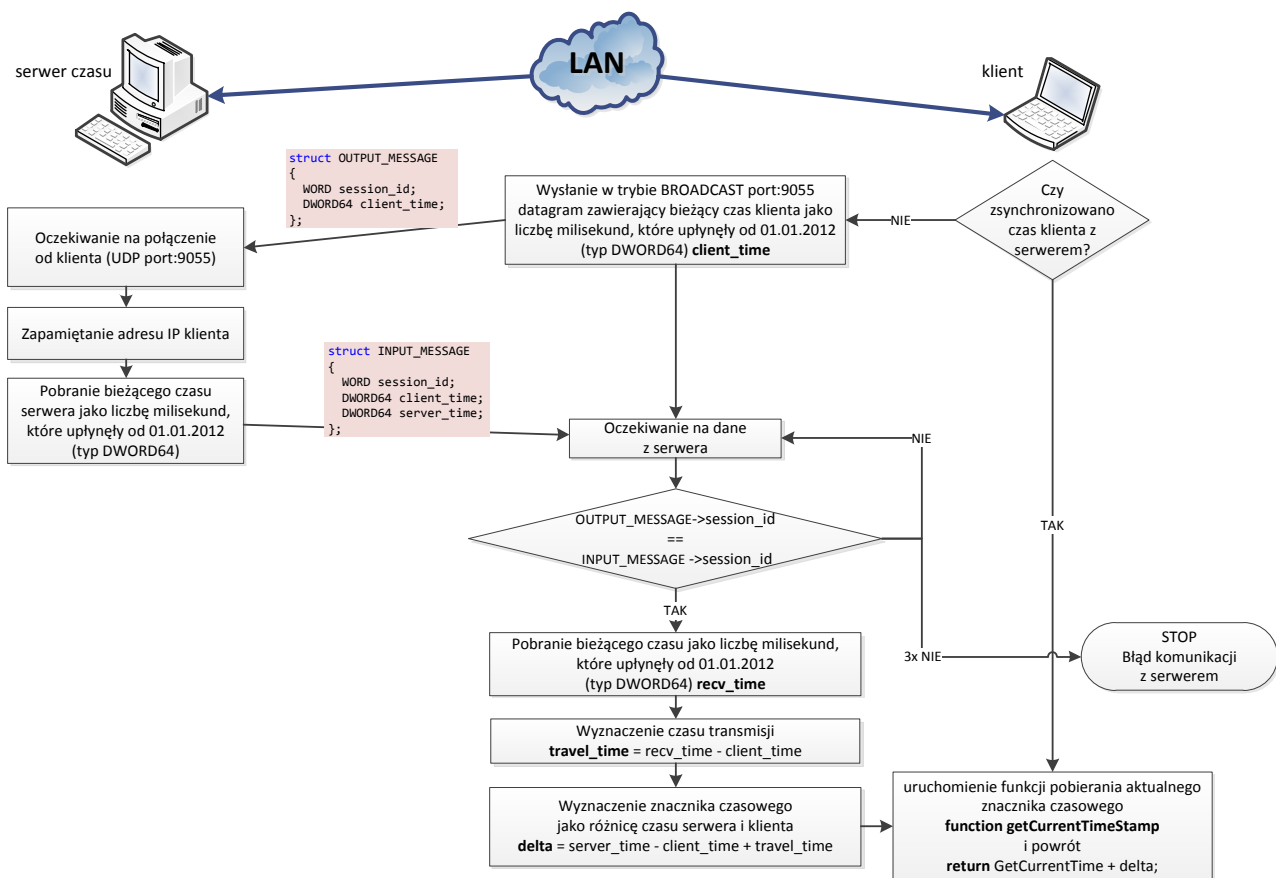 serwer czasu
LAN
klient
struct OUTPUT_MESSAGE
{
WORD session_id;
DWORD64 client_time;
};
Wysłanie w trybie BROADCAST port:9055
datagram zawierający bieżący czas klienta jako
liczbę milisekund, które upłynęły od 01.01.2012
(typ DWORD64) client_time
NIE
Czy
zsynchronizowano
czas klienta z
serwerem?
Oczekiwanie na połączenie
od klienta (UDP port:9055)
Zapamiętanie adresu IP klienta
Pobranie bieżącego czasu
serwera jako liczbę milisekund,
które upłynęły od 01.01.2012
(typ DWORD64)
struct INPUT_MESSAGE
{
WORD session_id;
DWORD64 client_time;
DWORD64 server_time;
};
Oczekiwanie na dane
z serwera
NIE
OUTPUT_MESSAGE->session_id
==
INPUT_MESSAGE ->session_id
TAK
TAK
Pobranie bieżącego czasu jako liczbę milisekund,
które upłynęły od 01.01.2012
(typ DWORD64) recv_time
3x NIE
STOP
Błąd komunikacji
z serwerem
Wyznaczenie czasu transmisji
travel_time = recv_time - client_time
Wyznaczenie znacznika czasowego
jako różnicę czasu serwera i klienta
delta = server_time - client_time + travel_time
uruchomienie funkcji pobierania aktualnego
znacznika czasowego
function getCurrentTimeStamp
i powrót
return GetCurrentTime + delta;